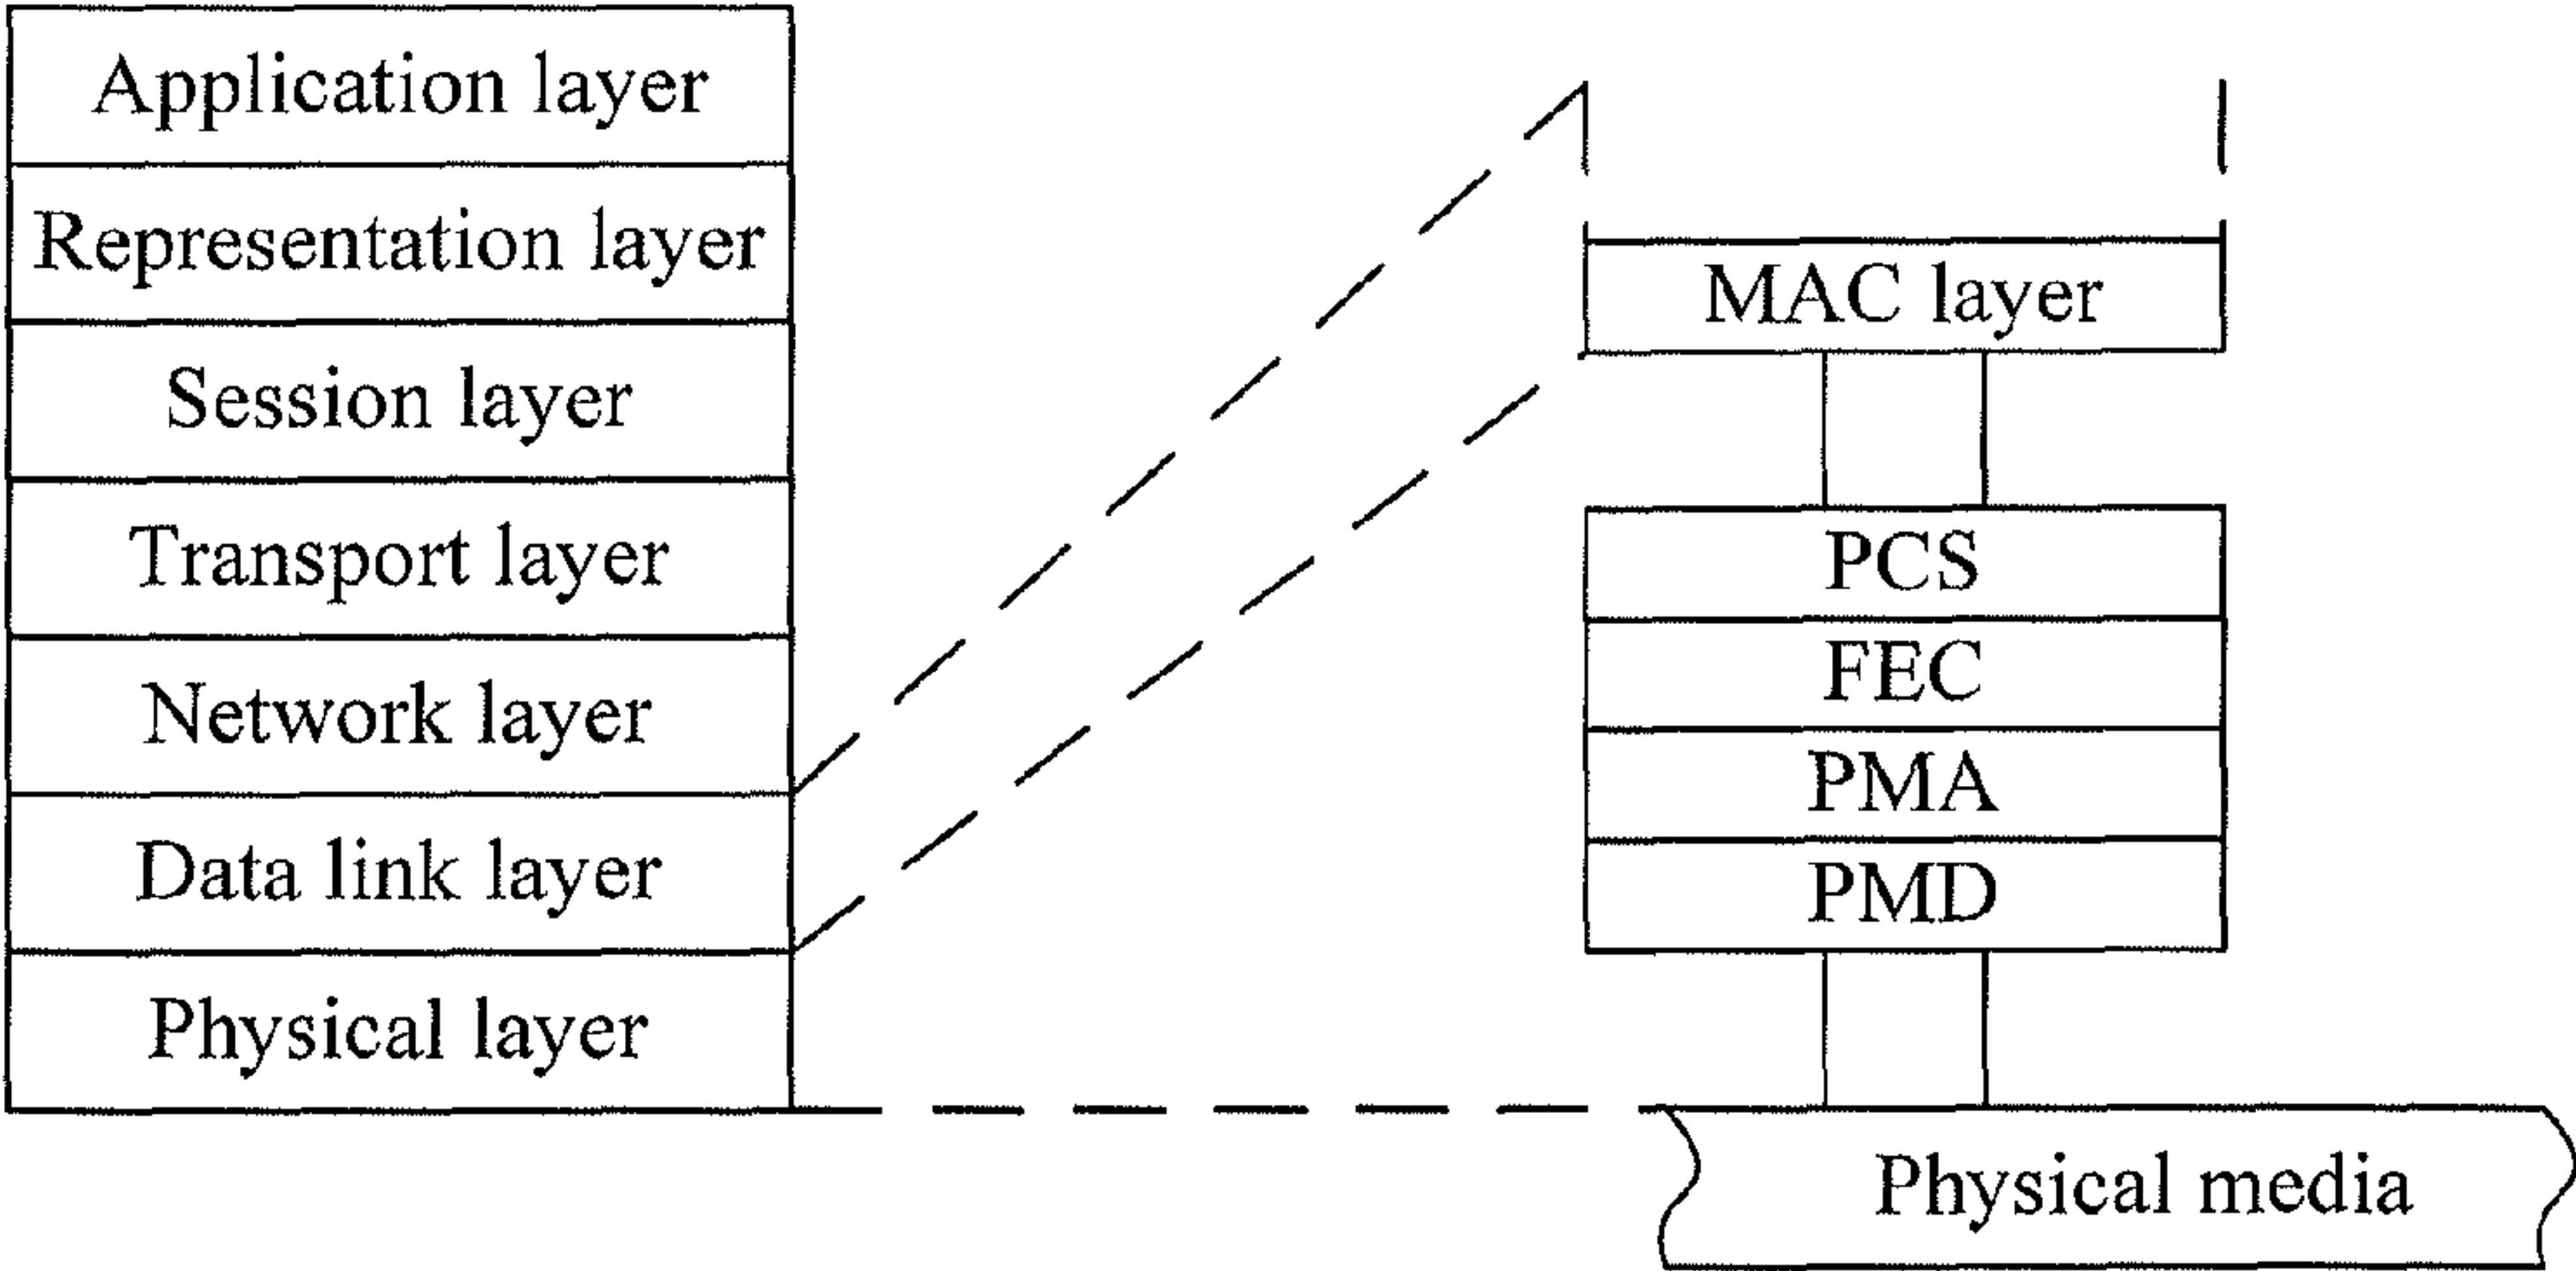 Application layer
Representation layer
Session layer
Transport layer
Network layer
Data link layer
Physical layer
MAC layer
PCS
FEC
PMA
PMD
Physical media